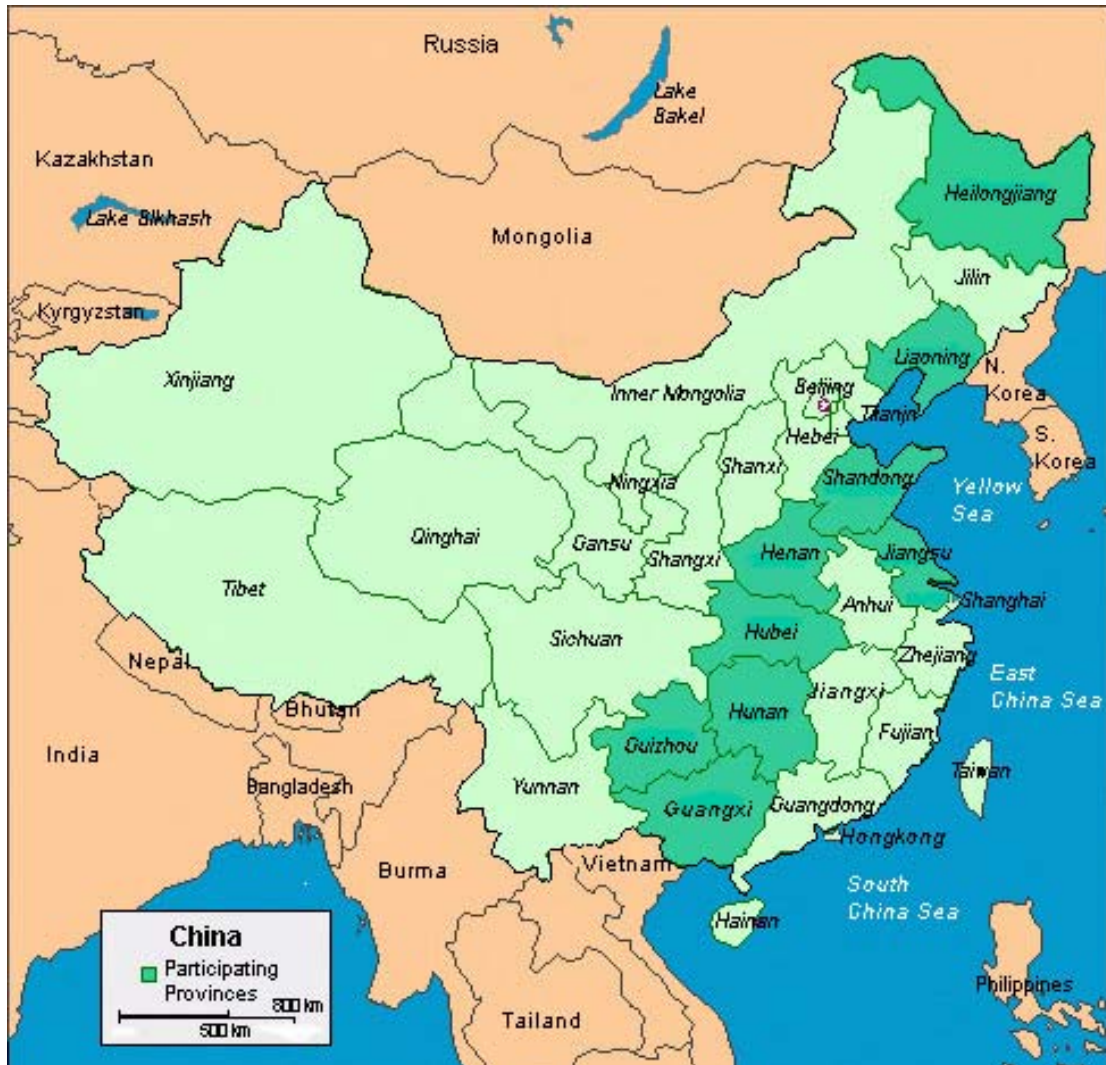 Russia
Lake
Bakel
Kazakhstan
Lake Blkhash
Heilongjiang
Mongolia
Jilin
Kyrgyzstan
Xinjiang
Liaoning
N.
Korea
Inner Mongolia
Beijing
Tianjn
Hebei
S.
Korea
Shanxi
Ningxia
Shandong
Yellow
Sea
Qinghai
Gansu
Shangxi
Henan
Jiangsu
Tibet
Anhui
Shanghai
Sichuan
Hubei
Zhejiang
Nepal
East
China Sea
Jiangxi
Bhutan
Hunan
Fujian
Guizhou
India
Taiwan
Bangladesh
Yunnan
Guangxi
Guangdong
Hongkong
Vietnam
Burma
South
China Sea
Hainan
China
Participating
Provinces
800 km
500 km
Philippines
Tailand